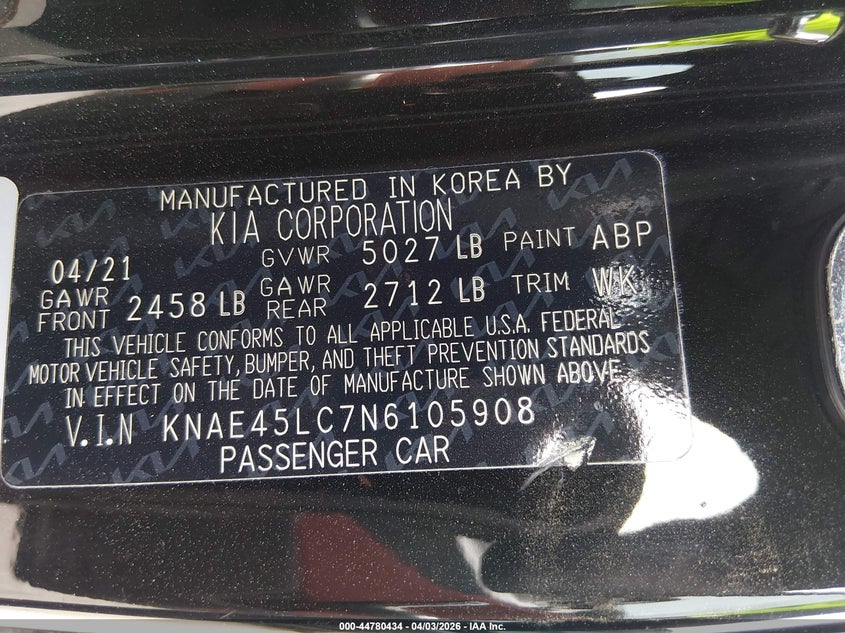 MANUFACTURED IN KOREA BY
KIA CORPORATION
04/21 GVWR 5027 LB PAINT ABP
GAWR FRONT 2458 LB GAWR REAR 2712 LB TRIM WK
THIS VEHICLE CONFORMS TO ALL APPLICABLE U.S.A. FEDERAL
MOTOR VEHICLE SAFETY, BUMPER, AND THEFT PREVENTION STANDARDS
IN EFFECT ON THE DATE OF MANUFACTURE SHOWN ABOVE
V.I.N KNAE45LC7N6105908
PASSENGER CAR
000-44780434 - 04/03/2026 - IAA Inc.